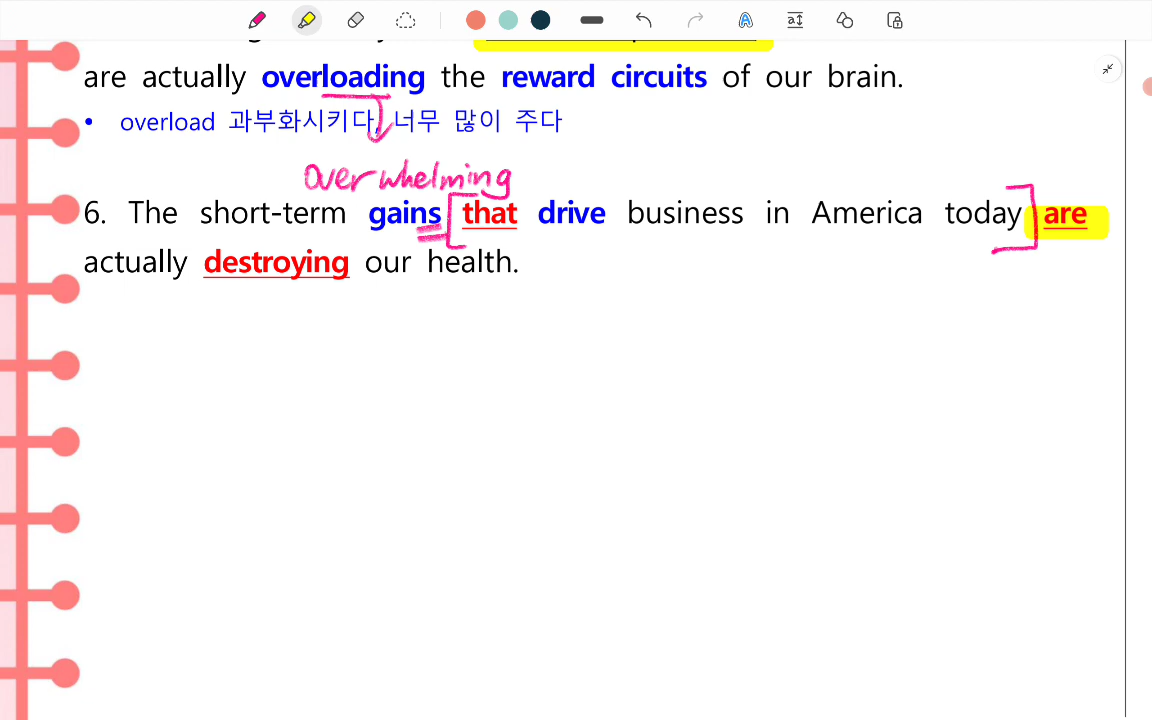 are actually overloading the reward circuits of our brain.
• overload 과부화시키다, 너무 많이 주다
Overwhelming
6. The short-term gains [that drive business in America today] are
actually destroying our health.